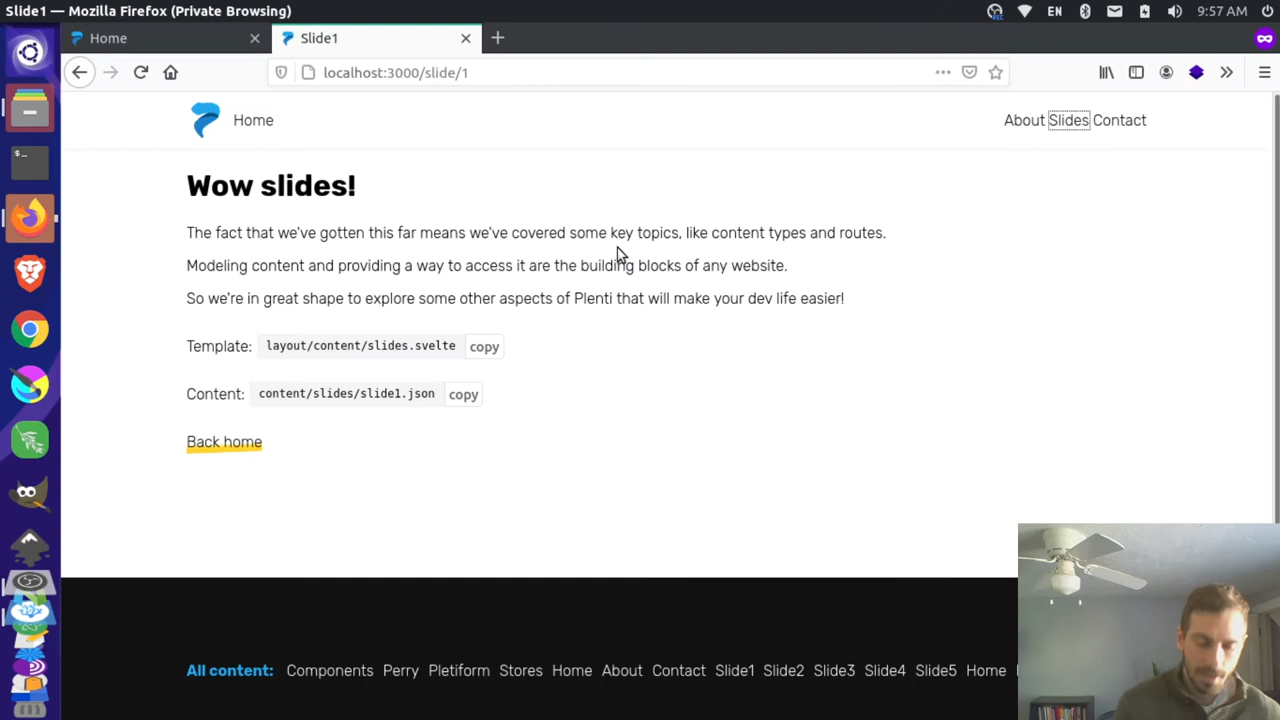 Slide1 — Mozilla Firefox (Private Browsing)
EN
9:57 AM
Home
Slide1
localhost:3000/slide/1
Home
About Slides Contact
Wow slides!
The fact that we've gotten this far means we've covered some key topics, like content types and routes.
Modeling content and providing a way to access it are the building blocks of any website.
So we're in great shape to explore some other aspects of Plenti that will make your dev life easier!
Template: layout/content/slides.svelte copy
Content: content/slides/slide1.json copy
Back home
All content: Components Perry Pletiform Stores Home About Contact Slide1 Slide2 Slide3 Slide4 Slide5 Home